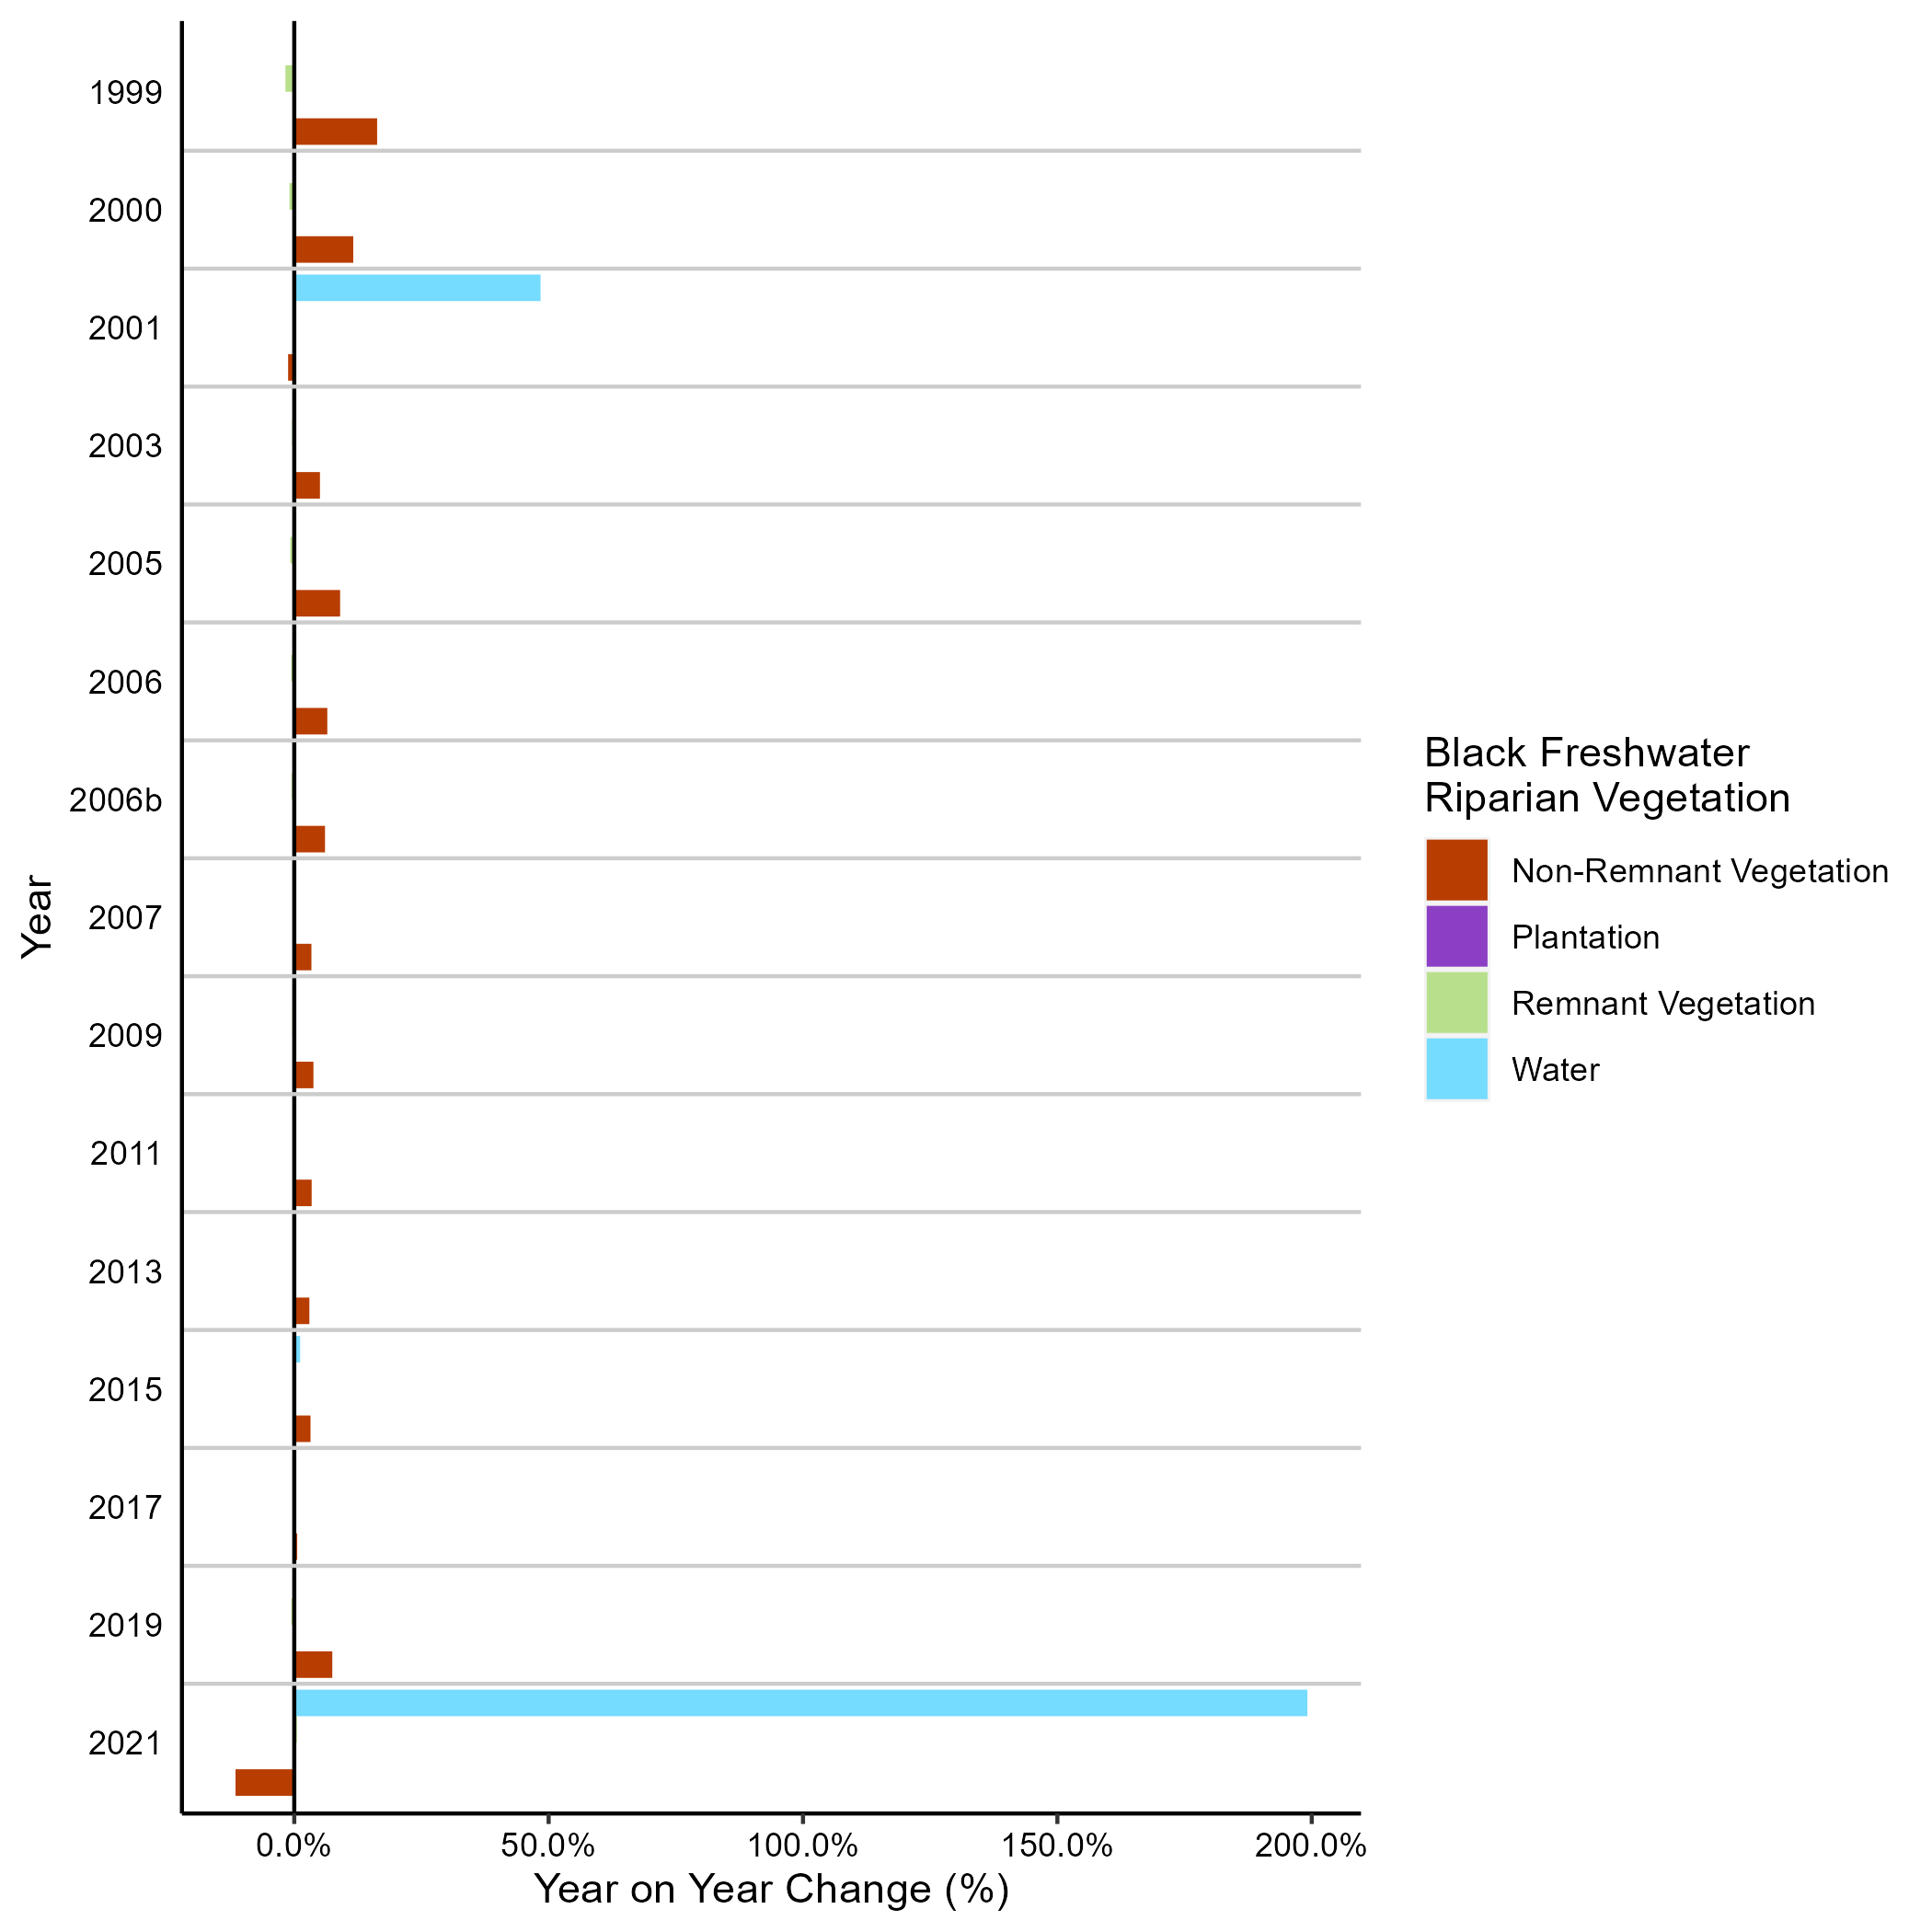 1999
2000
2001
2003
2005
2006
2006b
2007
2009
2011
2013
2015
2017
2019
2021
Year
0.0% 50.0% 100.0% 150.0% 200.0%
Year on Year Change (%)
Black Freshwater
Riparian Vegetation
Non-Remnant Vegetation
Plantation
Remnant Vegetation
Water